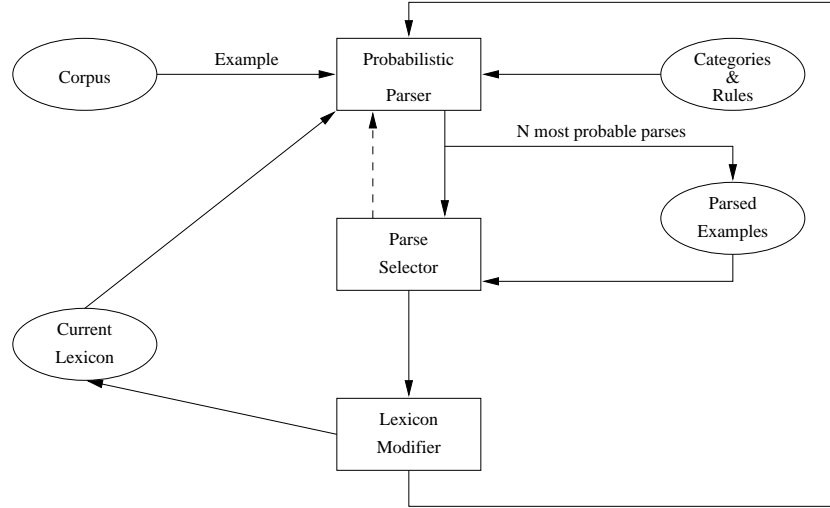 Corpus
Example
Probabilistic
Parser
Categories
&
Rules
N most probable parses
Parsed
Examples
Parse
Selector
Current
Lexicon
Lexicon
Modifier